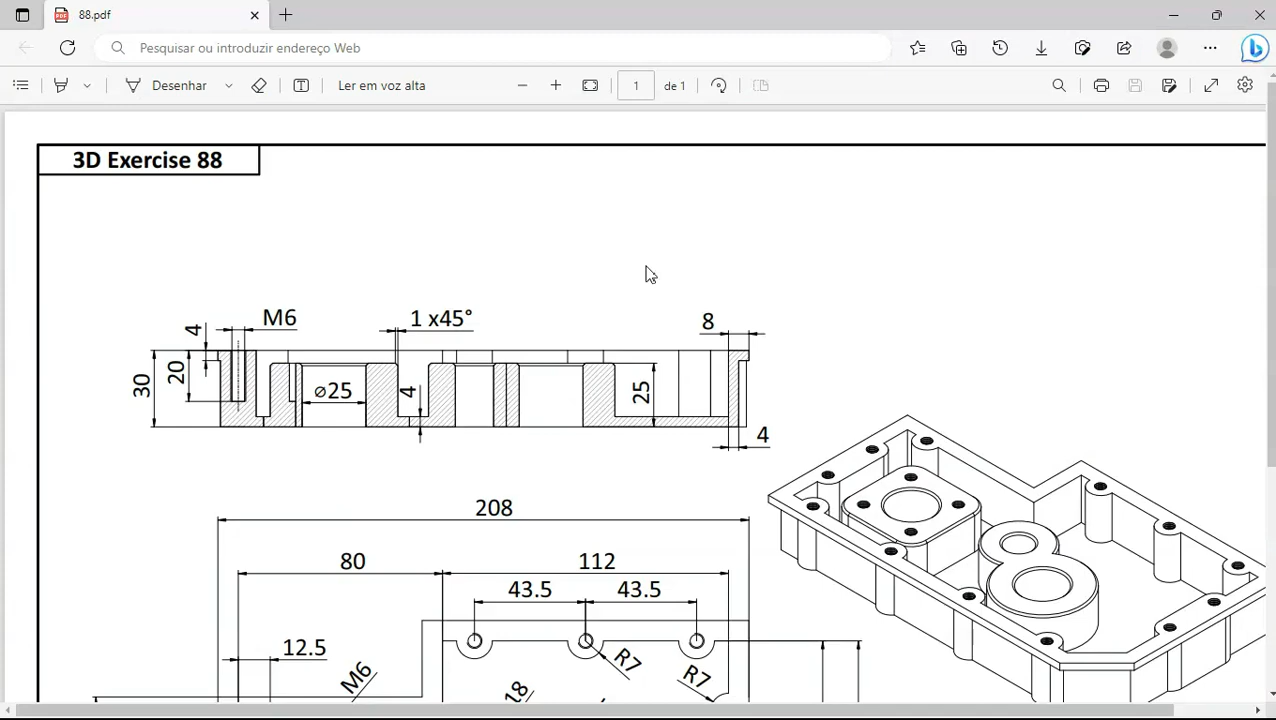 88.pdf
Pesquisar ou introduzir endereço Web
Desenhar
Ler em voz alta
1
de 1
3D Exercise 88
4
M6
1 x45°
8
30
20
⌀25
4
25
4
208
80
112
43.5
43.5
12.5
M6
R7
R7
18